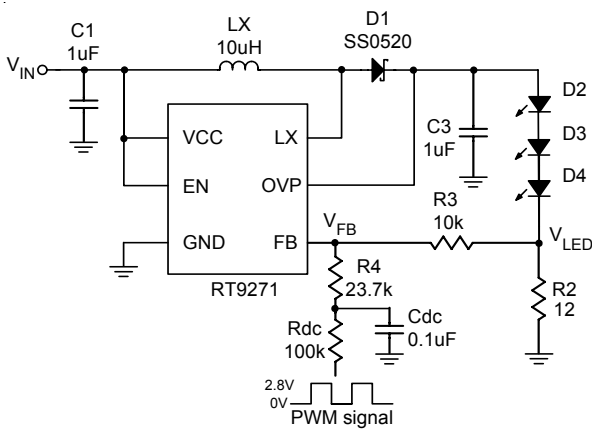 C1
1uF
LX
10uH
D1
SS0520
VIN
VCC
LX
EN
OVP
GND
FB
RT9271
C3
1uF
D2
D3
D4
VFB
R3
10k
VLED
R4
23.7k
R2
12
Rdc
100k
Cdc
0.1uF
2.8V
0V
PWM signal